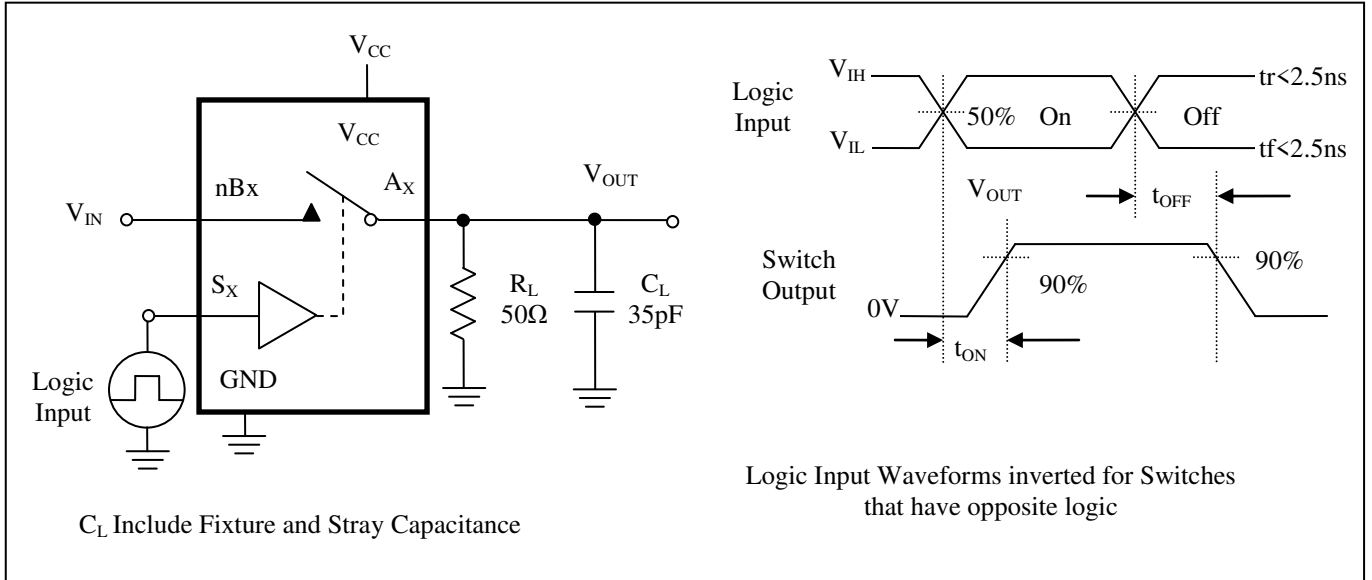 V_CC
V_CC
nBx
A_X
V_OUT
V_IN
S_X
R_L
50Ω
C_L
35pF
Logic
Input
GND
C_L Include Fixture and Stray Capacitance
Logic
Input
V_IH
V_IL
50%
On
Off
tr<2.5ns
tf<2.5ns
V_OUT
t_OFF
Switch
Output
90%
90%
0V
t_ON
Logic Input Waveforms inverted for Switches
that have opposite logic